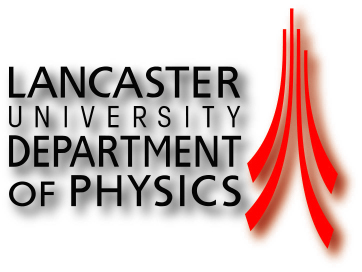 LANCASTER
UNIVERSITY
DEPARTMENT
OF PHYSICS